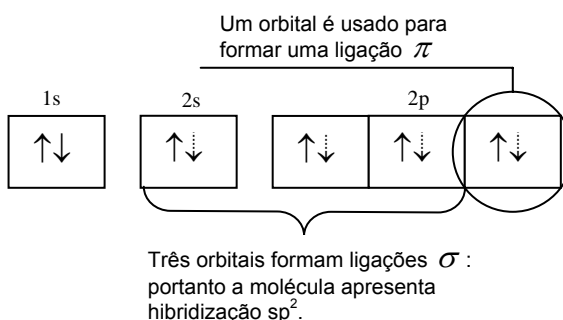 Um orbital é usado para
formar uma ligação π
1s 2s 2p
↑↓ ↑⇣ ↑⇣ ↑⇣ ↑⇣
Três orbitais formam ligações σ :
portanto a molécula apresenta
hibridização sp².